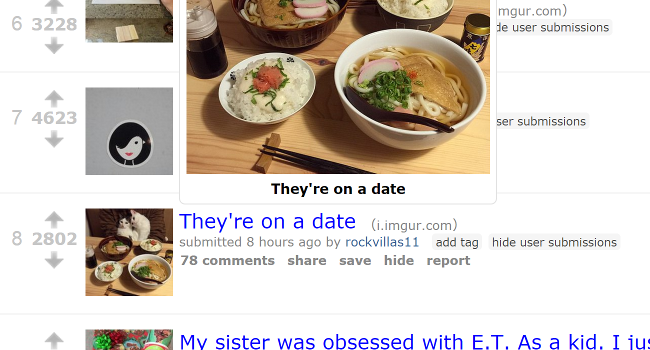 6 3228
imgur.com)
de user submissions
7 4623
ser submissions
They're on a date
8 2802
They're on a date (i.imgur.com)
submitted 8 hours ago by rockvillas11 add tag hide user submissions
78 comments share save hide report
My sister was obsessed with E.T. As a kid. I jus